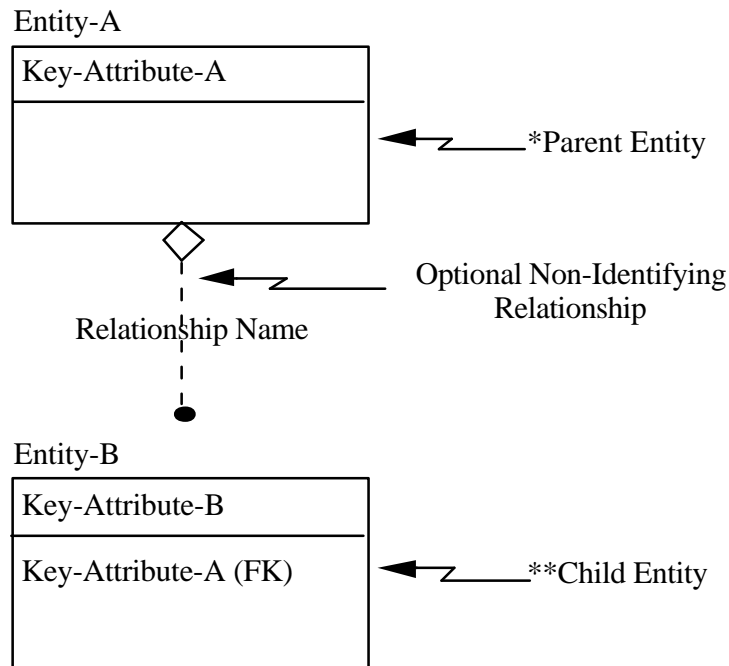 Entity-A
Key-Attribute-A
*Parent Entity
Optional Non-Identifying
Relationship
Relationship Name
Entity-B
Key-Attribute-B
Key-Attribute-A (FK)
**Child Entity